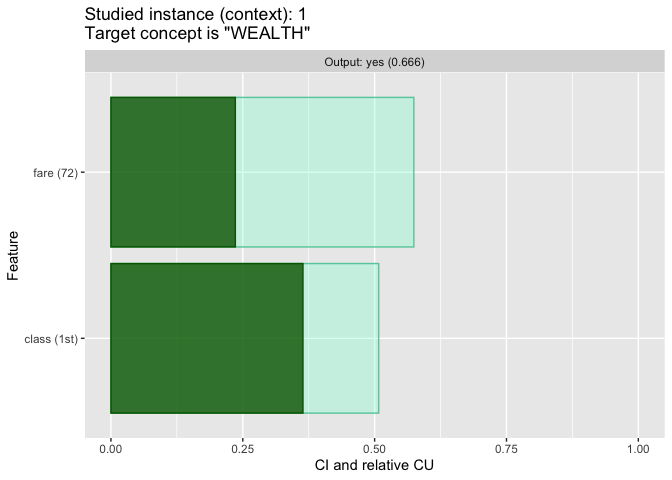 Studied instance (context): 1
Target concept is "WEALTH"
Output: yes (0.666)
fare (72)
class (1st)
Feature
0.00 0.25 0.50 0.75 1.00
CI and relative CU